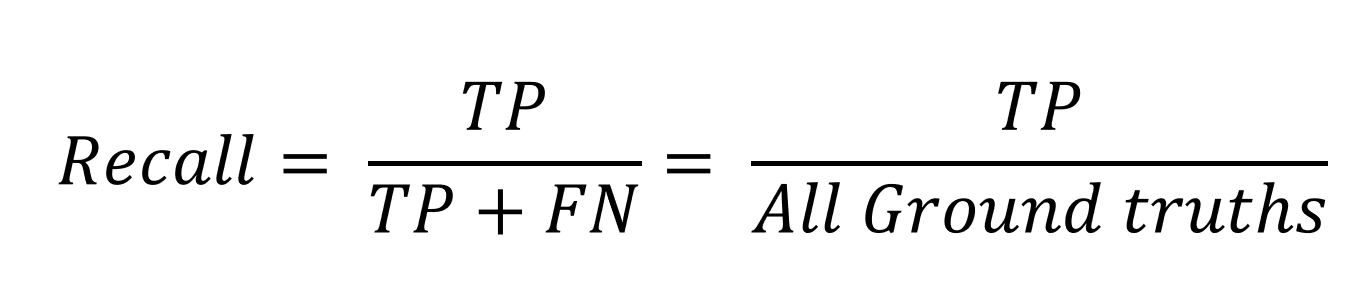 Recall = TP / TP + FN = TP / All Ground truths